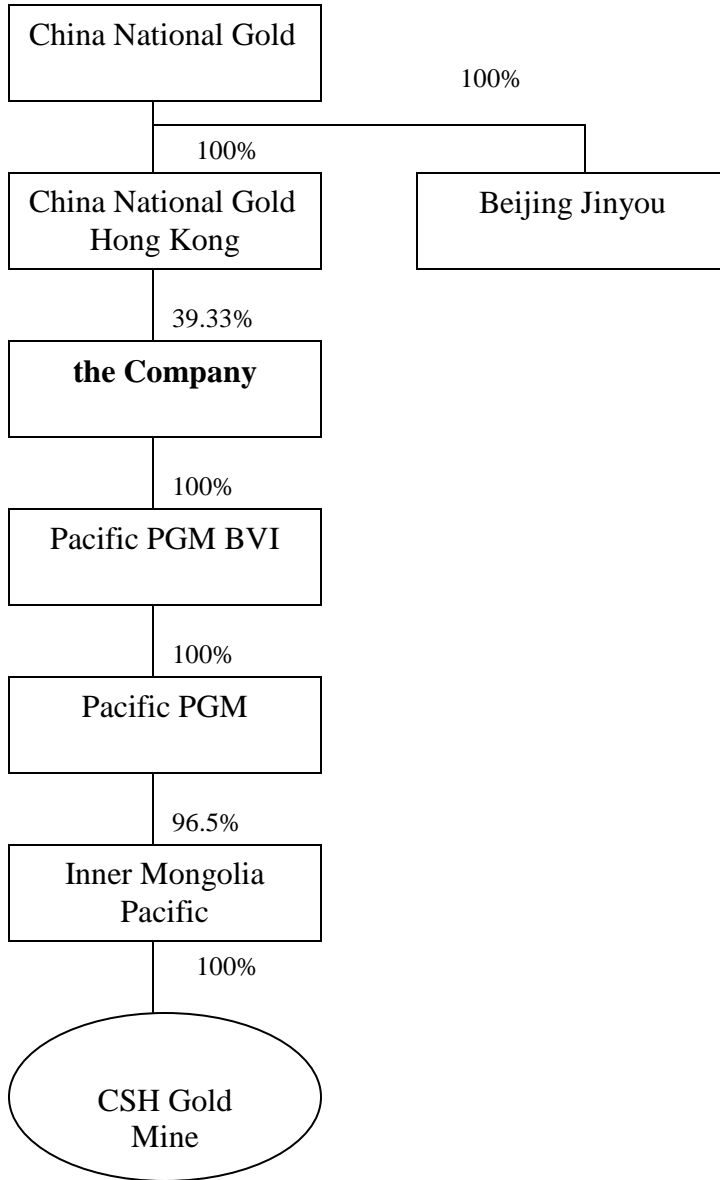 China National Gold
100%
100%
China National Gold
Hong Kong
Beijing Jinyou
39.33%
the Company
100%
Pacific PGM BVI
100%
Pacific PGM
96.5%
Inner Mongolia
Pacific
100%
CSH Gold
Mine